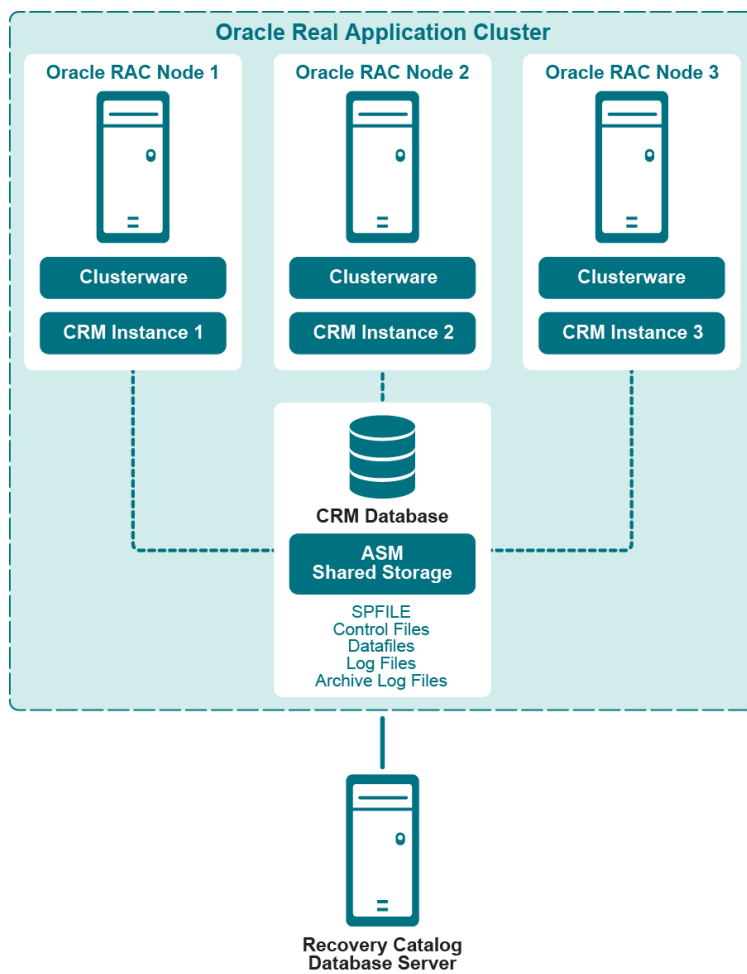 Oracle Real Application Cluster
Oracle RAC Node 1
Oracle RAC Node 2
Oracle RAC Node 3
Clusterware
Clusterware
Clusterware
CRM Instance 1
CRM Instance 2
CRM Instance 3
CRM Database
ASM
Shared Storage
SPFILE
Control Files
Datafiles
Log Files
Archive Log Files
Recovery Catalog
Database Server